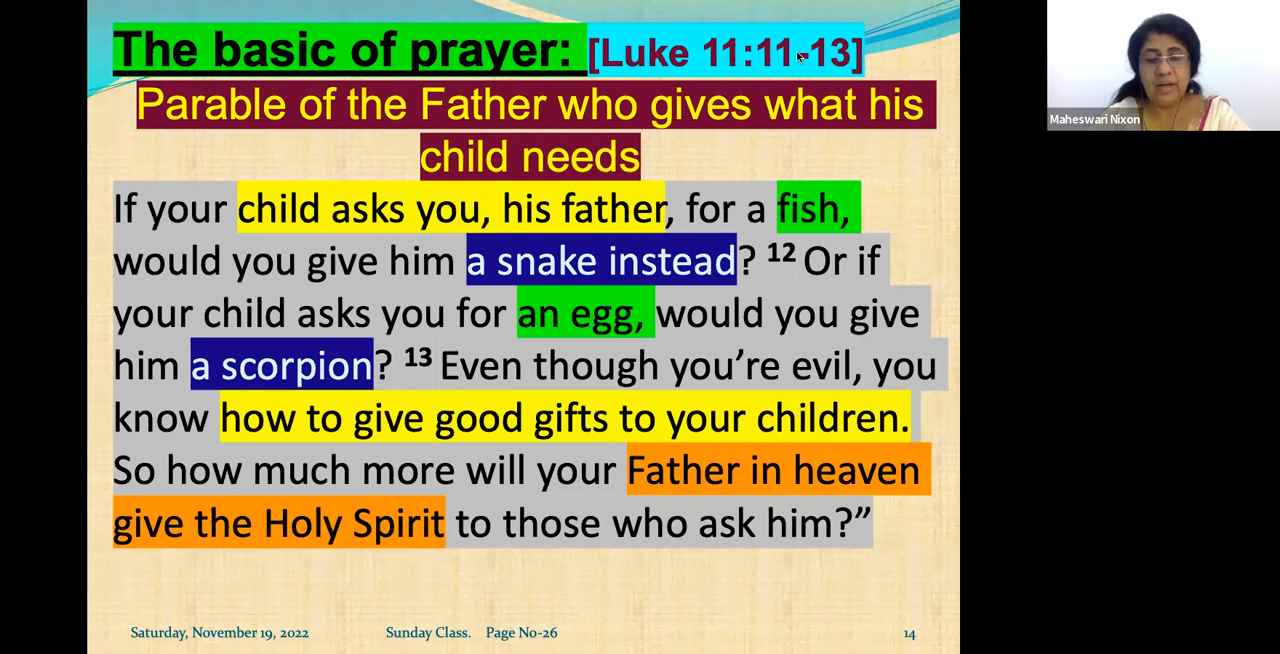 The basic of prayer: [Luke 11:11-13]
Parable of the Father who gives what his
child needs
If your child asks you, his father, for a fish,
would you give him a snake instead? ¹² Or if
your child asks you for an egg, would you give
him a scorpion? ¹³ Even though you’re evil, you
know how to give good gifts to your children.
So how much more will your Father in heaven
give the Holy Spirit to those who ask him?”
Saturday, November 19, 2022 Sunday Class. Page No-26 14
Maheswari Nixon